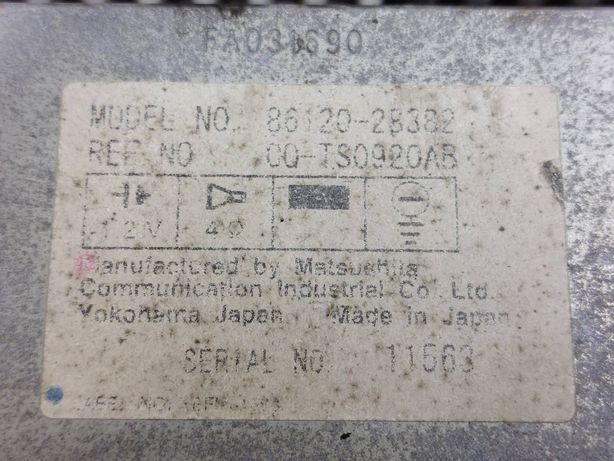 FA031690
MODEL NO. 86120-2B382
REF NO CQ-TS0920AB
12V 4Ω
Manufactured by Matsushita
Communication Industrial Co. Ltd.
Yokohama Japan Made in Japan
SERIAL NO. 11663